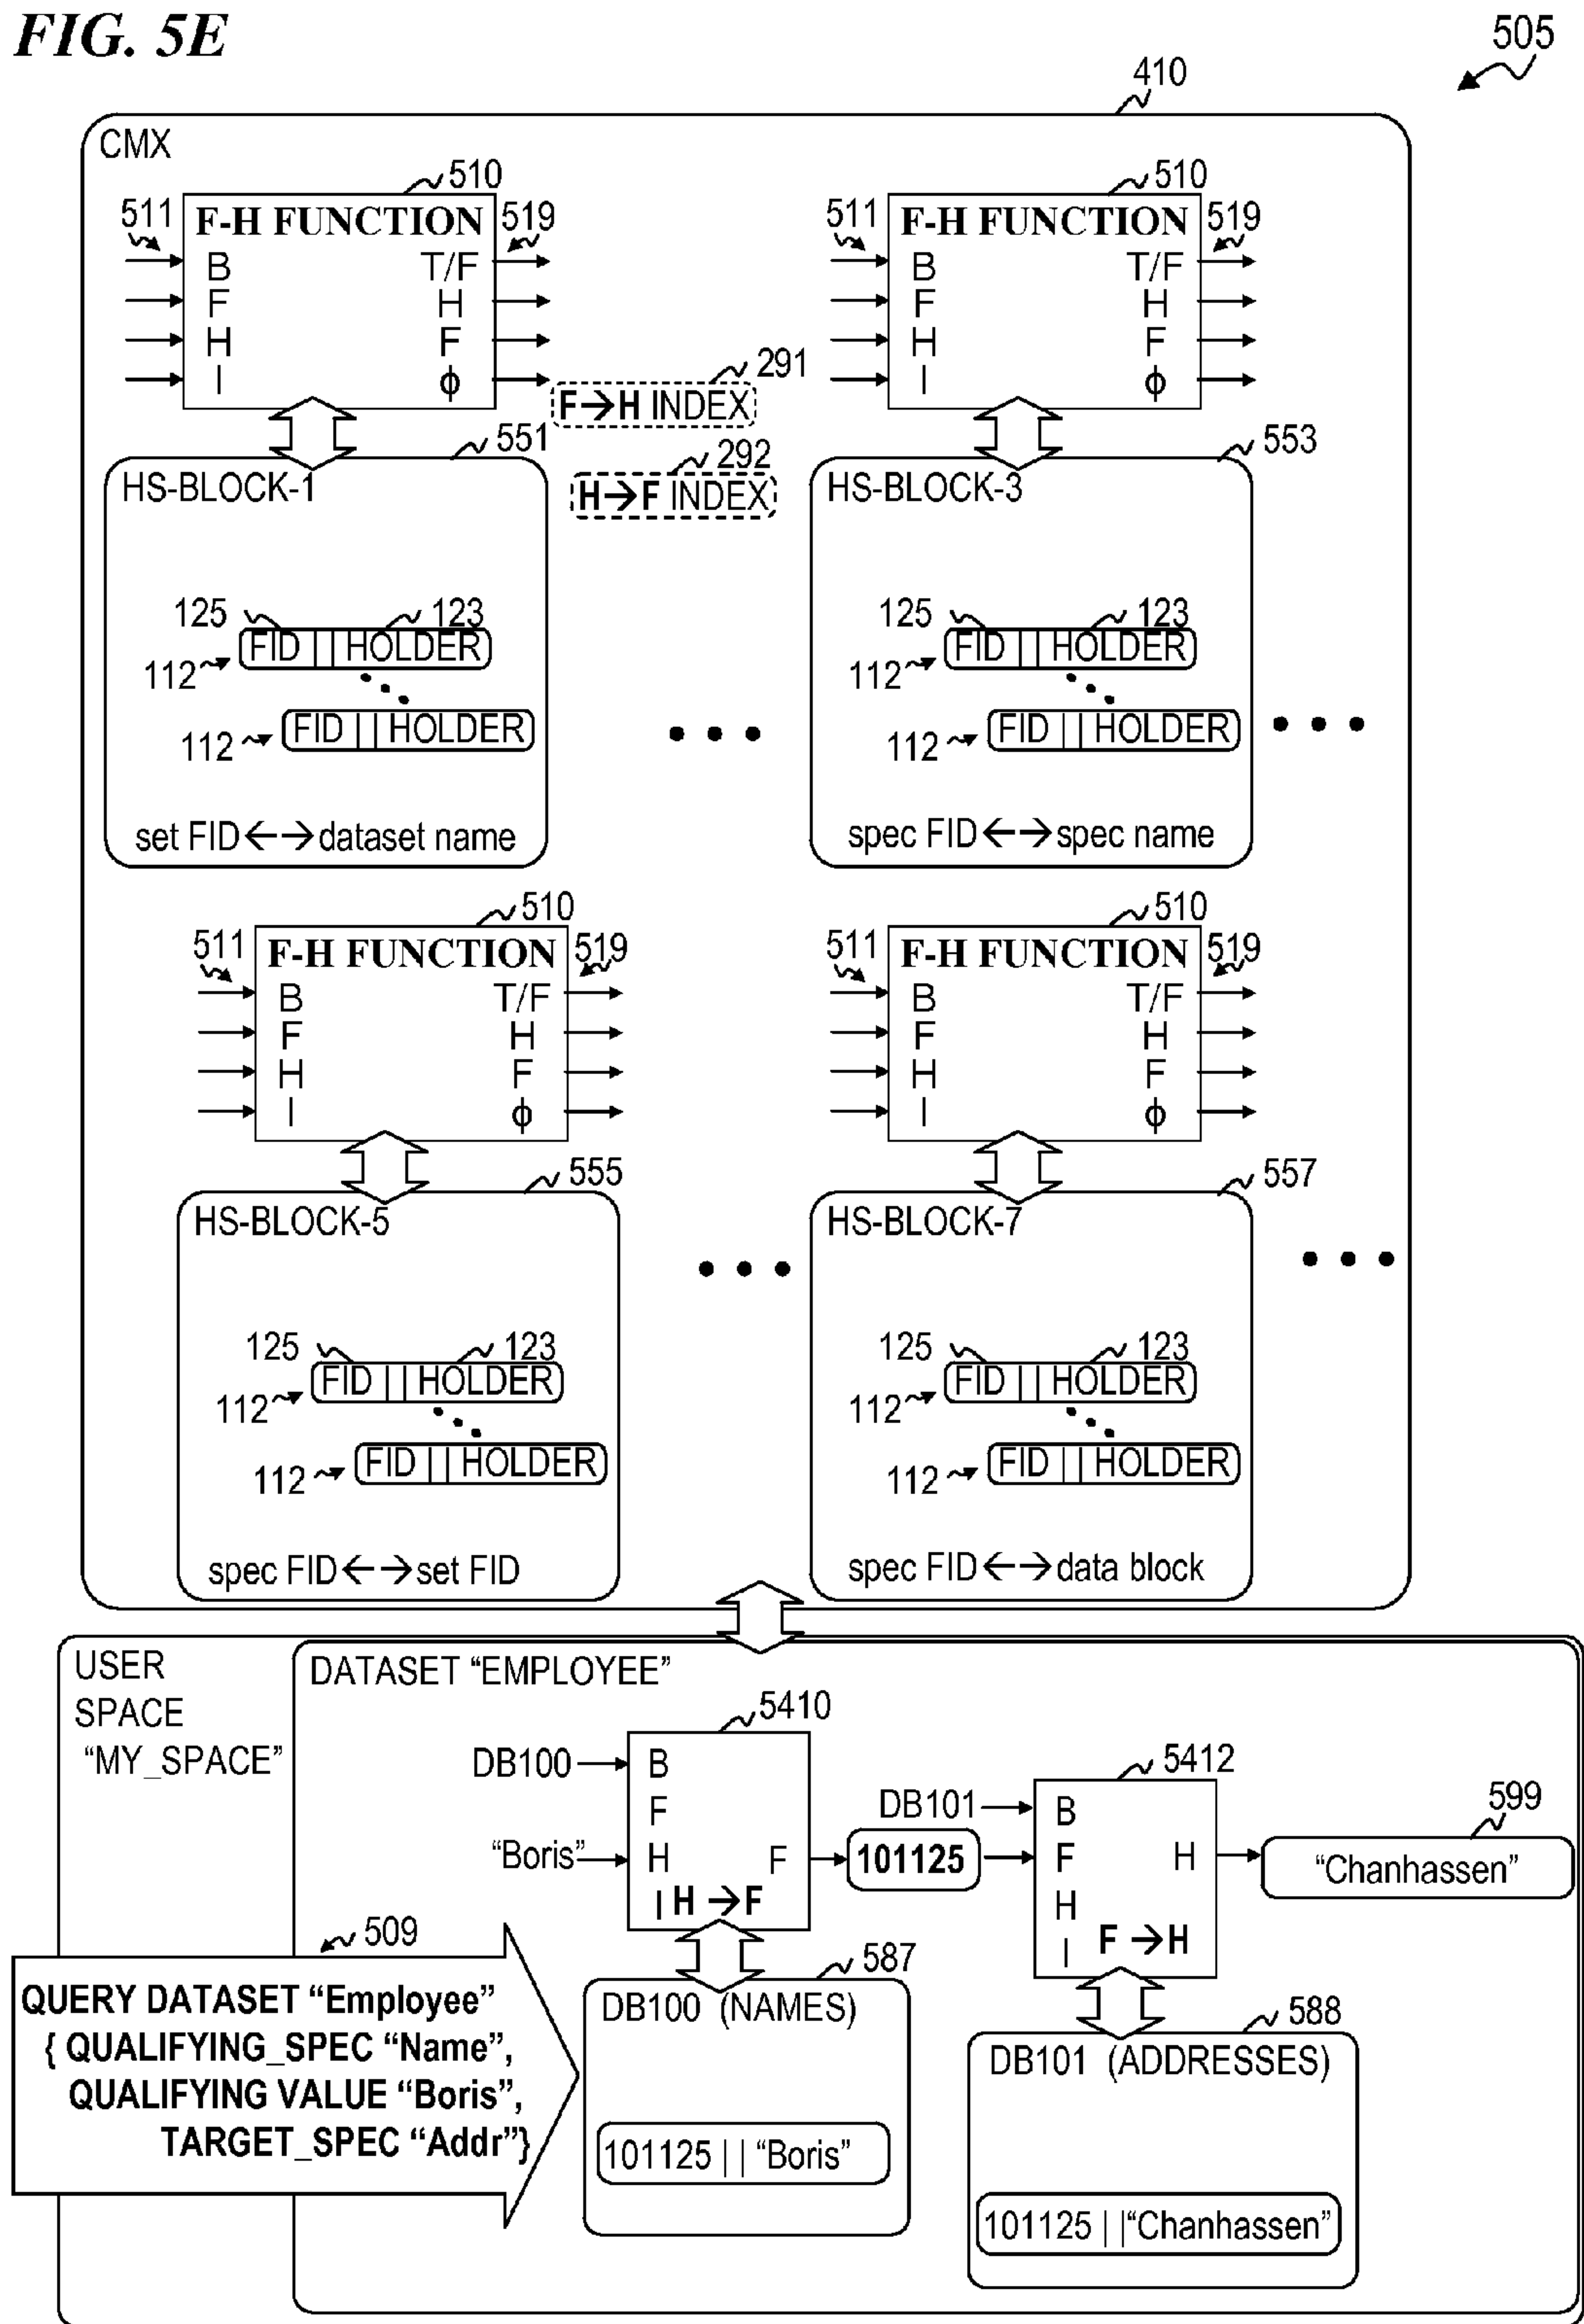 FIG. 5E
505
410
CMX
510
510
511
F-H FUNCTION
519
511
F-H FUNCTION
519
B T/F
B T/F
F H
F H
H F
H F
I ϕ
I ϕ
291
F→H INDEX
551
292
553
HS-BLOCK-1
H→F INDEX
HS-BLOCK-3
125
123
125
123
FID || HOLDER
FID || HOLDER
112
112
FID || HOLDER
FID || HOLDER
112
112
• • •
• • •
set FID←→dataset name
spec FID←→spec name
510
510
511
F-H FUNCTION
519
511
F-H FUNCTION
519
B T/F
B T/F
F H
F H
H F
H F
I ϕ
I ϕ
555
557
HS-BLOCK-5
HS-BLOCK-7
• • •
• • •
125
123
125
123
FID || HOLDER
FID || HOLDER
112
112
FID || HOLDER
FID || HOLDER
112
112
spec FID←→set FID
spec FID←→data block
USER
SPACE
“MY_SPACE”
DATASET “EMPLOYEE”
5410
DB100
B
F
“Boris”
H F
I H →F
101125
5412
DB101
B
F H
H
I F →H
599
“Chanhassen”
509
QUERY DATASET “Employee”
{ QUALIFYING_SPEC “Name”,
QUALIFYING VALUE “Boris”,
TARGET_SPEC “Addr”}
587
DB100 (NAMES)
101125 || “Boris”
588
DB101 (ADDRESSES)
101125 ||“Chanhassen”